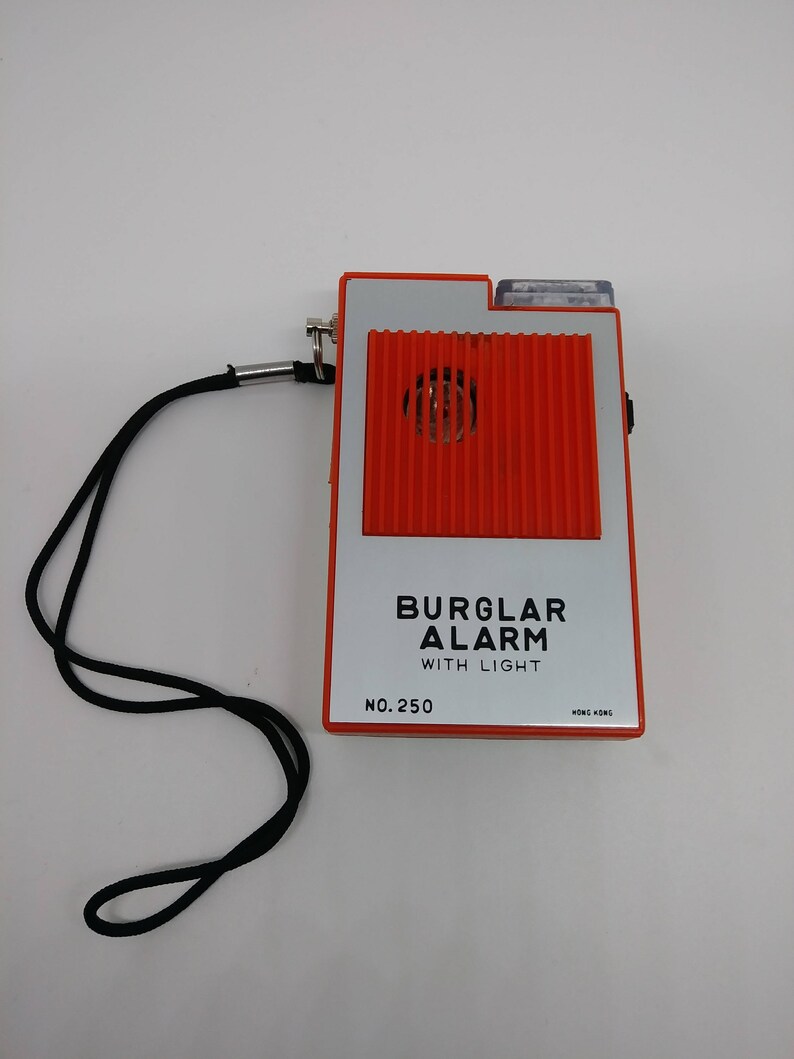 BURGLAR
ALARM
WITH LIGHT
NO. 250
HONG KONG